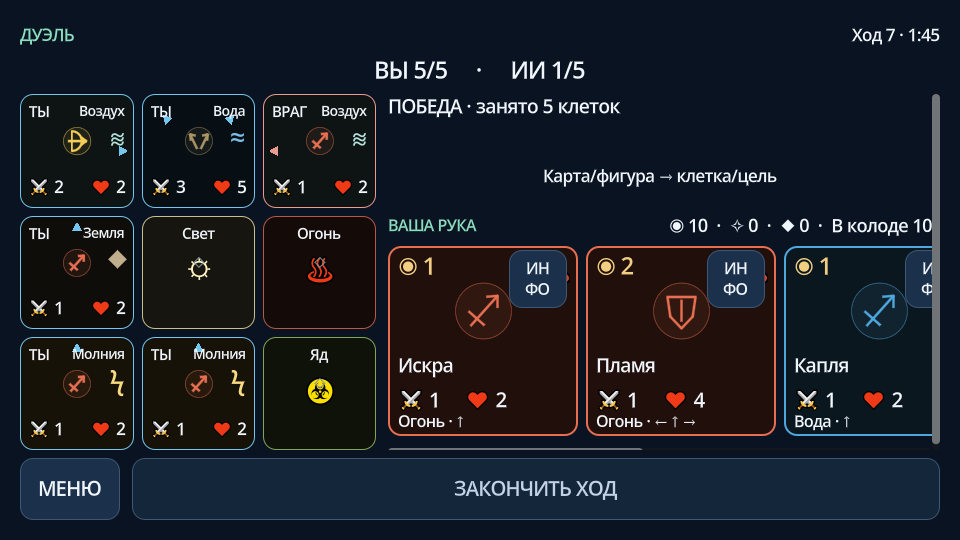 ДУЭЛЬ
Ход 7 · 1:45
ВЫ 5/5 · ИИ 1/5
ТЫ Воздух
2 2
ТЫ Вода
3 5
ВРАГ Воздух
1 2
ТЫ Земля
1 2
Свет
Огонь
ТЫ Молния
1 2
ТЫ Молния
1 2
Яд
ПОБЕДА · занято 5 клеток
Карта/фигура → клетка/цель
ВАША РУКА
◉ 10 · ✧ 0 · ◆ 0 · В колоде 10
◉ 1
ИН
ФО
Искра
1 2
Огонь · ↑
◉ 2
ИН
ФО
Пламя
1 4
Огонь · ← ↑ →
◉ 1
Капля
1 2
Вода · ↑
МЕНЮ
ЗАКОНЧИТЬ ХОД